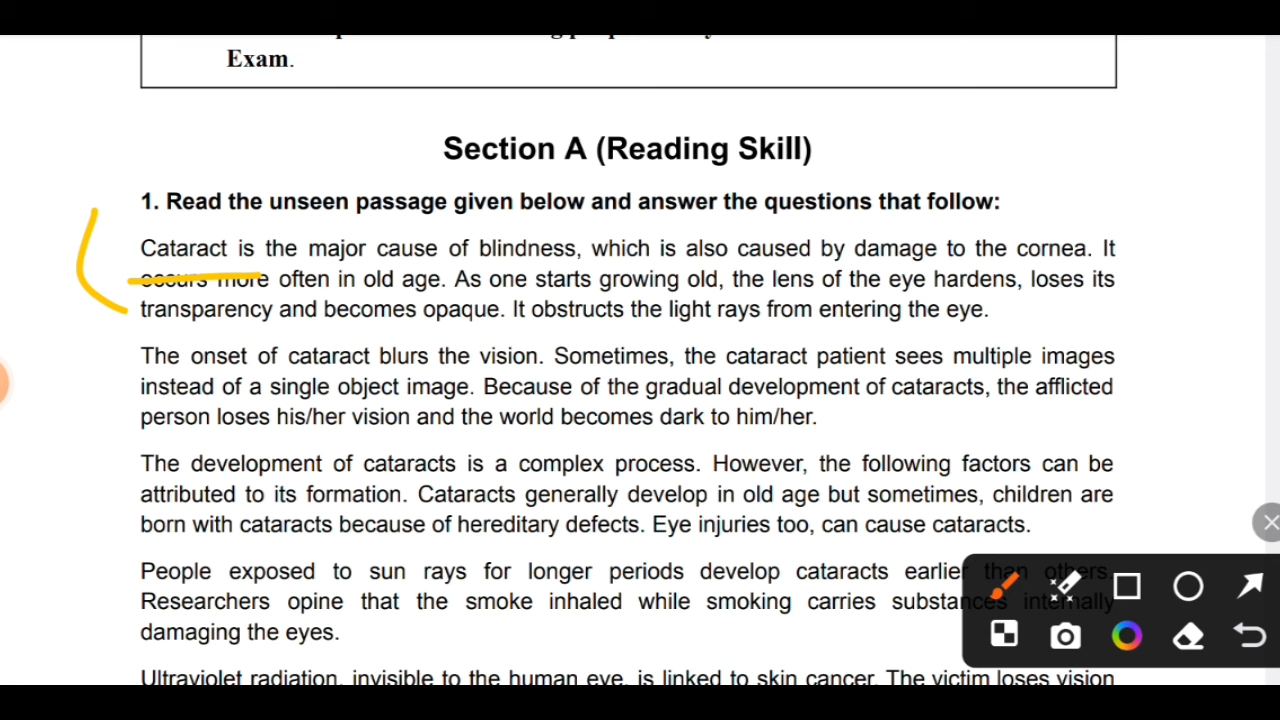 Exam.
Section A (Reading Skill)
1. Read the unseen passage given below and answer the questions that follow:
Cataract is the major cause of blindness, which is also caused by damage to the cornea. It
occurs more often in old age. As one starts growing old, the lens of the eye hardens, loses its
transparency and becomes opaque. It obstructs the light rays from entering the eye.
The onset of cataract blurs the vision. Sometimes, the cataract patient sees multiple images
instead of a single object image. Because of the gradual development of cataracts, the afflicted
person loses his/her vision and the world becomes dark to him/her.
The development of cataracts is a complex process. However, the following factors can be
attributed to its formation. Cataracts generally develop in old age but sometimes, children are
born with cataracts because of hereditary defects. Eye injuries too, can cause cataracts.
People exposed to sun rays for longer periods develop cataracts earlier than others.
Researchers opine that the smoke inhaled while smoking carries substances internally
damaging the eyes.
Ultraviolet radiation, invisible to the human eye, is linked to skin cancer. The victim loses vision